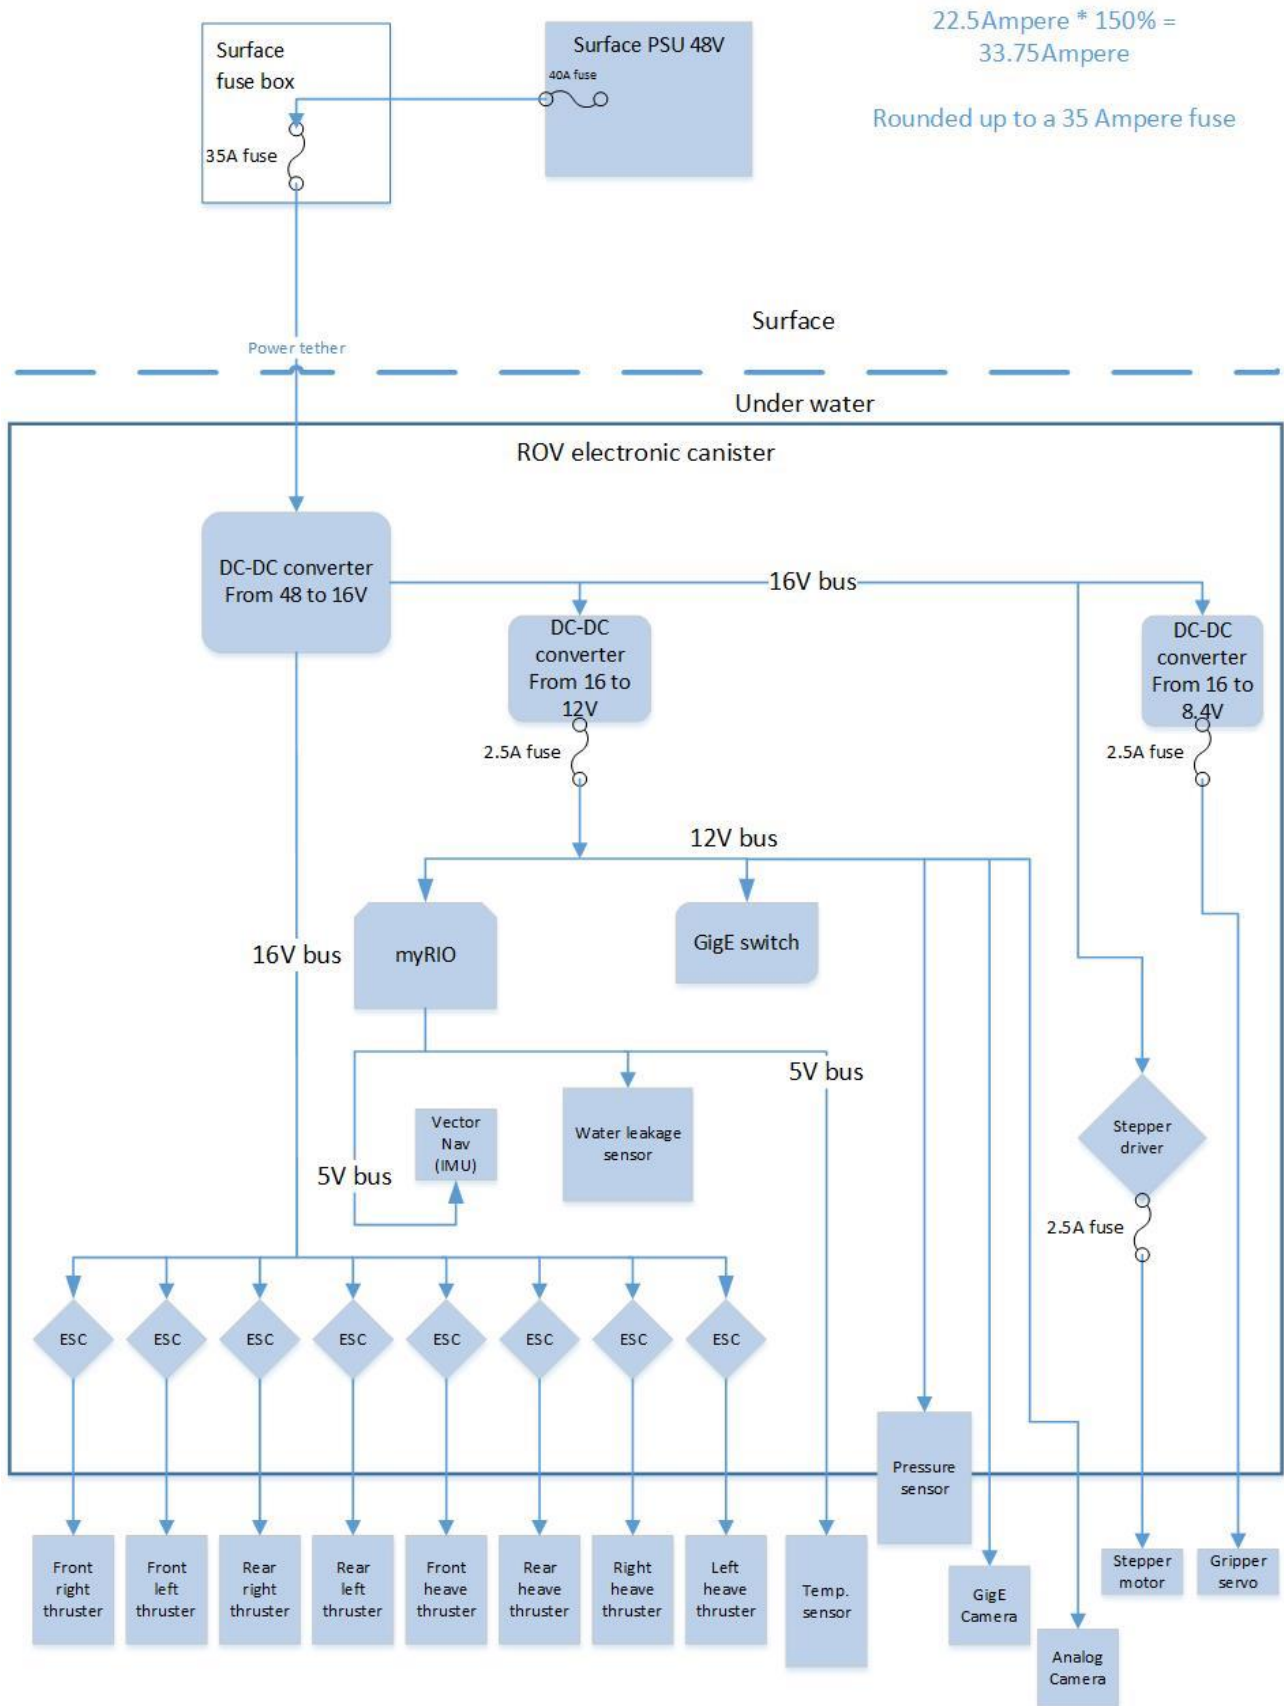 22.5Ampere * 150% =
33.75Ampere
Rounded up to a 35 Ampere fuse
Surface
fuse box
35A fuse
Surface PSU 48V
40A fuse
Surface
Power tether
Under water
ROV electronic canister
DC-DC converter
From 48 to 16V
16V bus
DC-DC
converter
From 16 to
12V
2.5A fuse
DC-DC
converter
From 16 to
8.4V
2.5A fuse
12V bus
16V bus
myRIO
GigE switch
5V bus
Vector
Nav
(IMU)
Water leakage
sensor
5V bus
Stepper
driver
2.5A fuse
ESC
ESC
ESC
ESC
ESC
ESC
ESC
ESC
Pressure
sensor
Front
right
thruster
Front
left
thruster
Rear
right
thruster
Rear
left
thruster
Front
heave
thruster
Rear
heave
thruster
Right
heave
thruster
Left
heave
thruster
Temp.
sensor
GigE
Camera
Analog
Camera
Stepper
motor
Gripper
servo